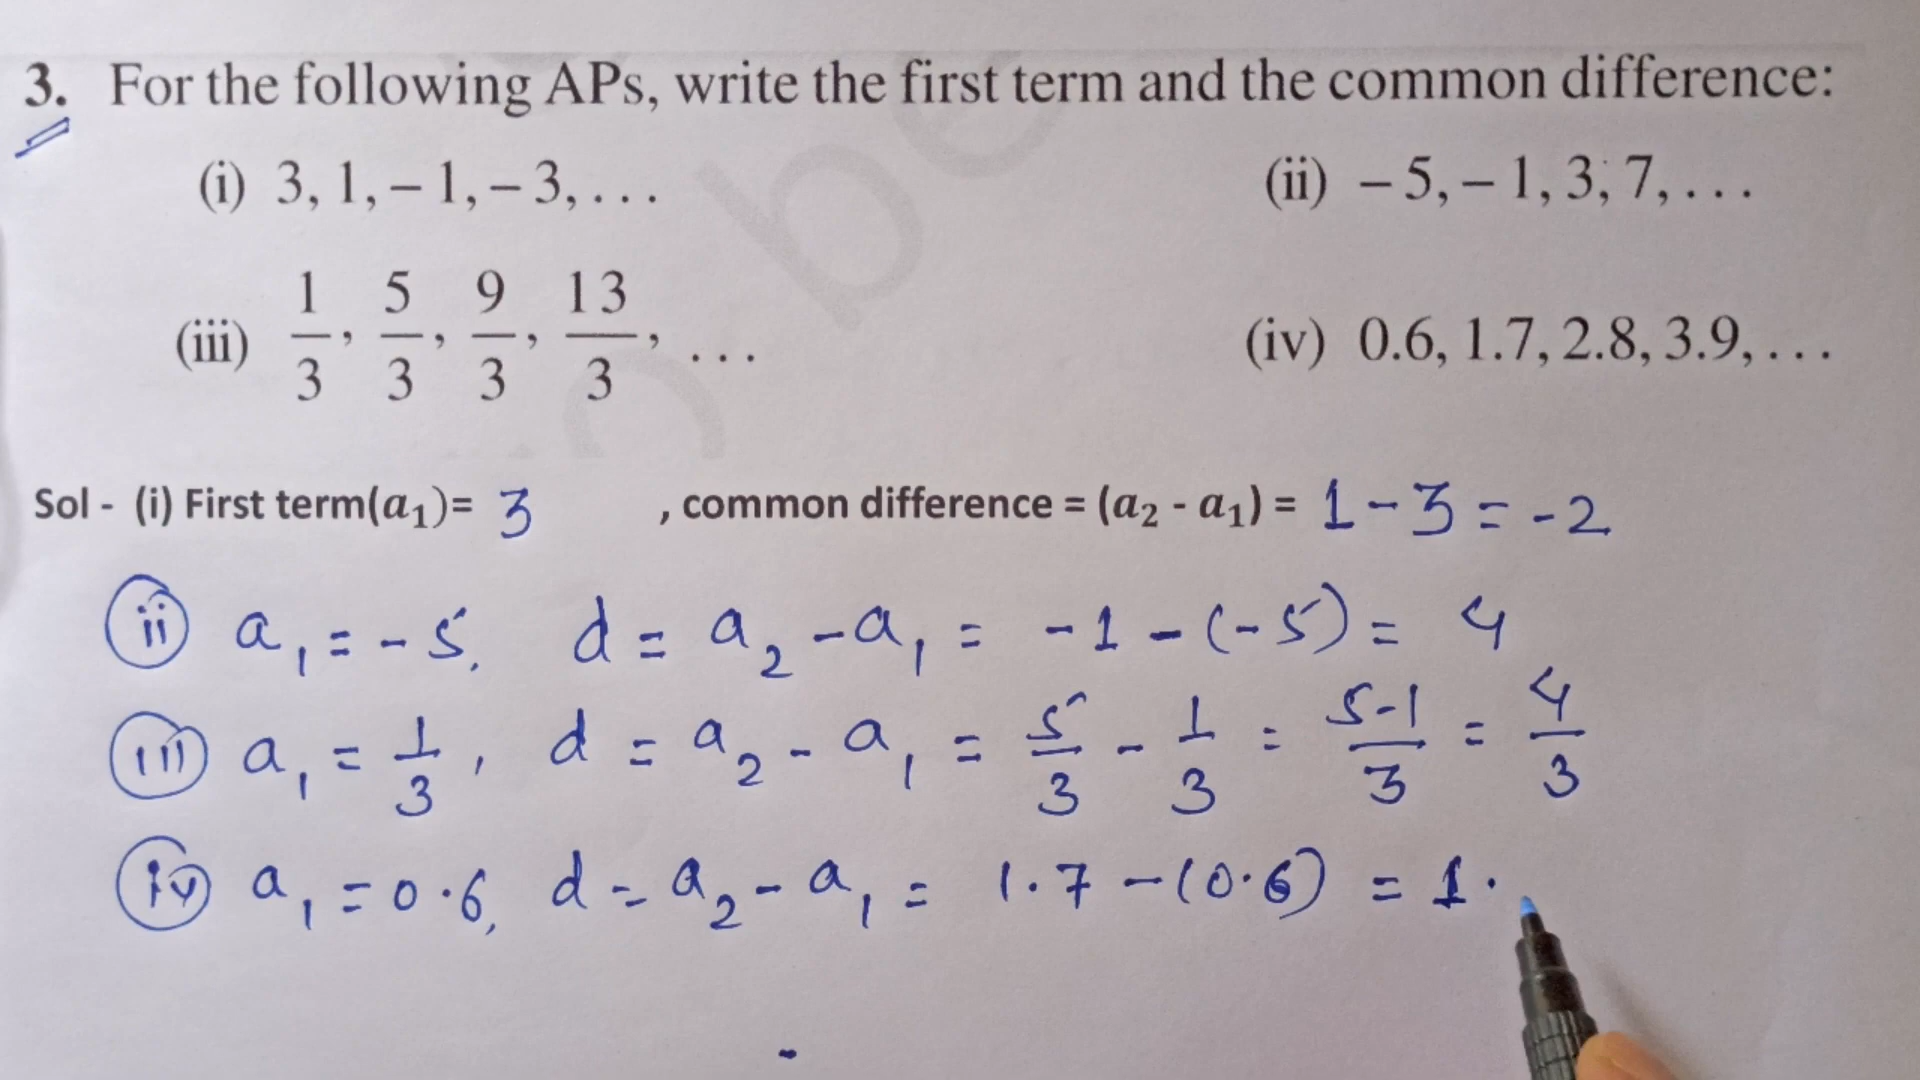 3. For the following APs, write the first term and the common difference:
(i) 3, 1, – 1, – 3, . . . (ii) – 5, – 1, 3, 7, . . .
(iii) 1/3, 5/3, 9/3, 13/3, . . . (iv) 0.6, 1.7, 2.8, 3.9, . . .
Sol - (i) First term(a₁)= 3 , common difference = (a₂ - a₁) = 1 - 3 = -2
(ii) a₁ = -5, d = a₂ - a₁ = -1 - (-5) = 4
(iii) a₁ = 1/3, d = a₂ - a₁ = 5/3 - 1/3 = 5-1/3 = 4/3
(iv) a₁ = 0.6, d = a₂ - a₁ = 1.7 - (0.6) = 1.